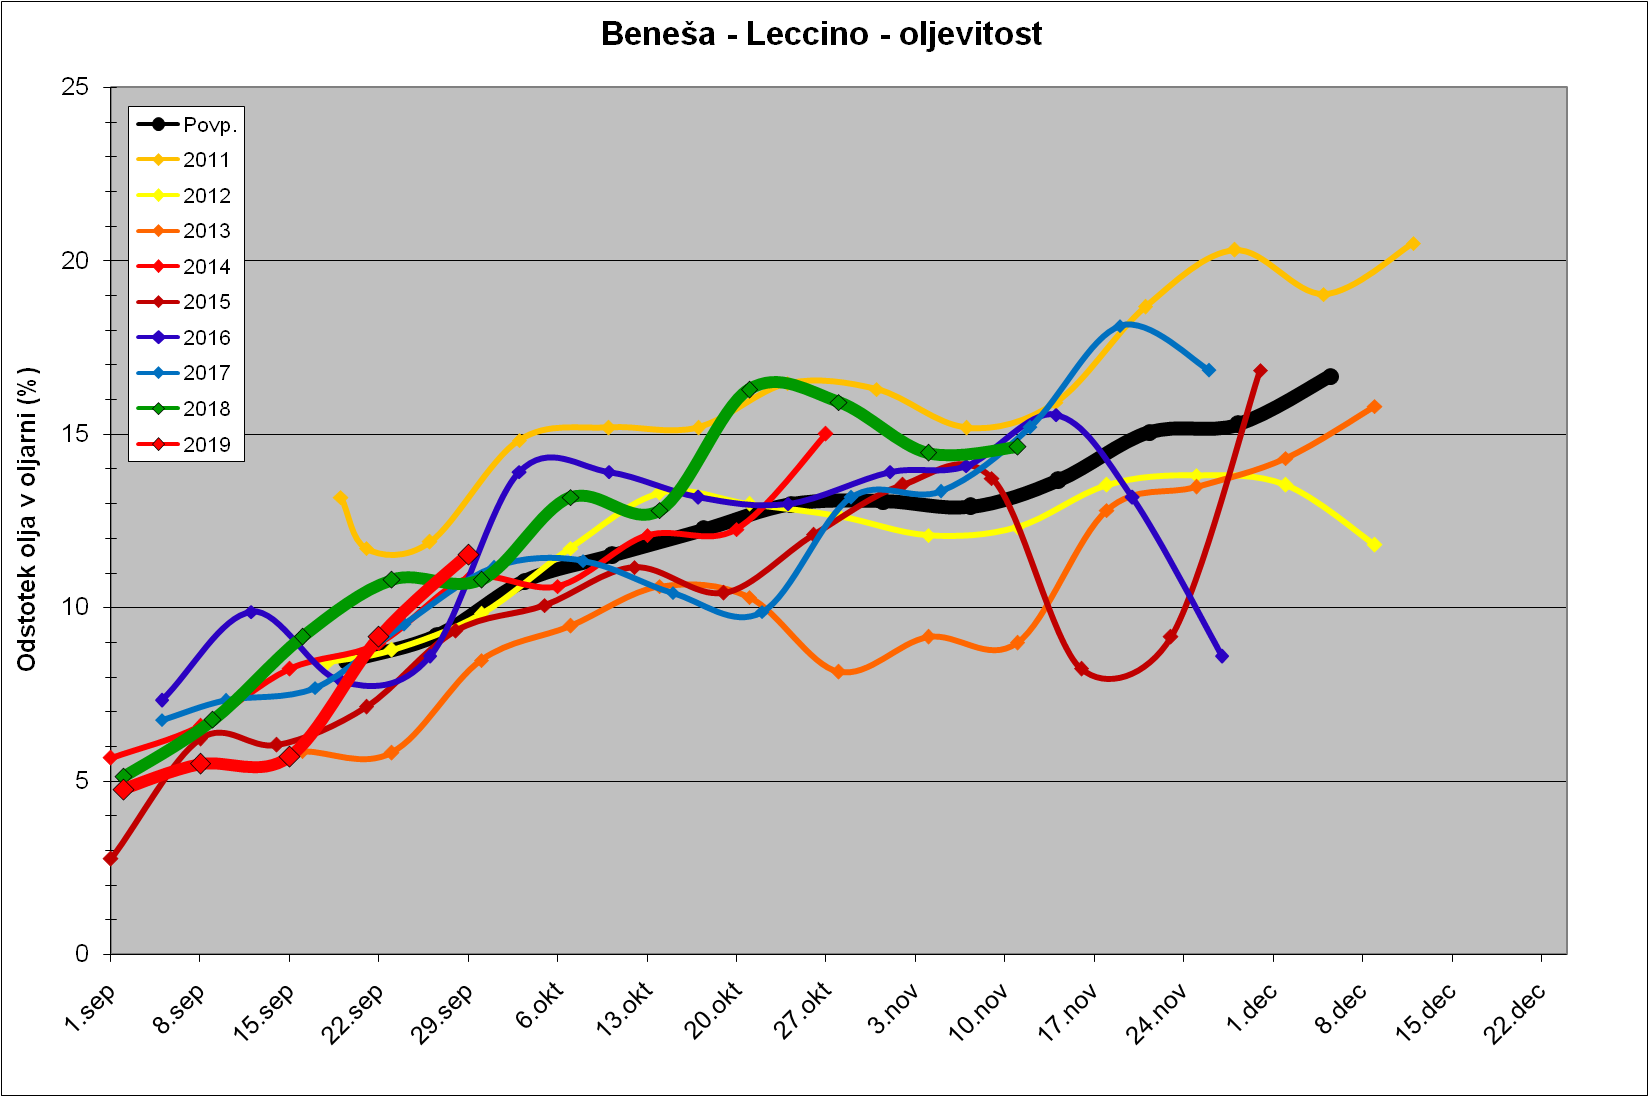 Beneša - Leccino - oljevitost
Odstotek olja v oljarni (%)
25
20
15
10
5
0
Povp.
2011
2012
2013
2014
2015
2016
2017
2018
2019
1.sep
8.sep
15.sep
22.sep
29.sep
6.okt
13.okt
20.okt
27.okt
3.nov
10.nov
17.nov
24.nov
1.dec
8.dec
15.dec
22.dec